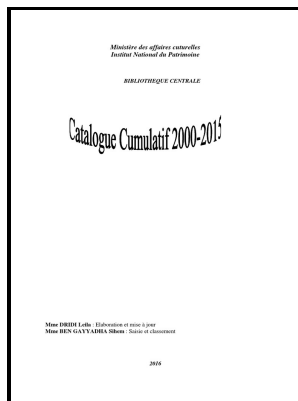 Ministère des affaires cuturelles
Institut National du Patrimoine
BIBLIOTHEQUE CENTRALE
Catalogue Cumulatif 2000-2015
Mme DRIDI Leila : Elaboration et mise à jour
Mme BEN GAYYADHA Sihem : Saisie et classement
2016